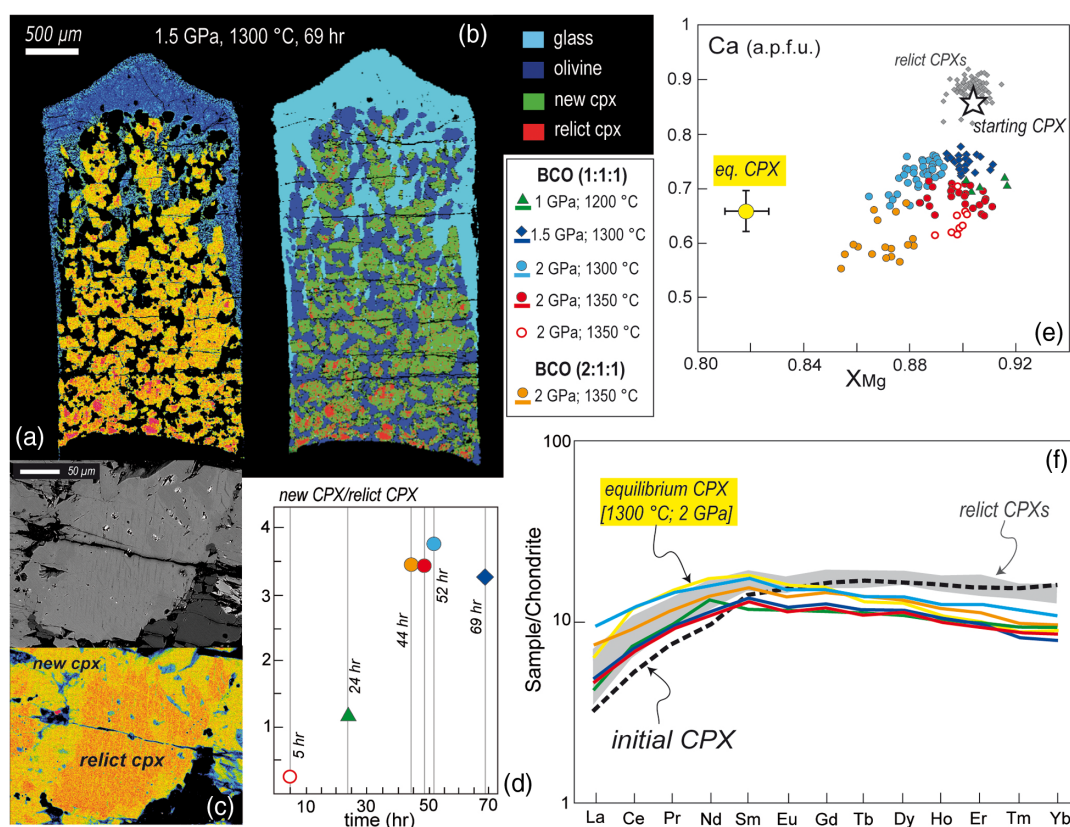 500 µm
1.5 GPa, 1300 °C, 69 hr
(b)
glass
olivine
new cpx
relict cpx
(a)
BCO (1:1:1)
1 GPa; 1200 °C
1.5 GPa; 1300 °C
2 GPa; 1300 °C
2 GPa; 1350 °C
2 GPa; 1350 °C
BCO (2:1:1)
2 GPa; 1350 °C
1
0.9
0.8
0.7
0.6
0.5
Ca (a.p.f.u.)
relict CPXs
starting CPX
eq. CPX
(e)
0.80
0.84
0.88
0.92
XMg
50 µm
new cpx
relict cpx
(c)
new CPX/relict CPX
4
3
2
1
5 hr
24 hr
44 hr
52 hr
69 hr
10
30
50
70
time (hr)
(d)
100
10
1
Sample/Chondrite
(f)
equilibrium CPX
[1300 °C; 2 GPa]
relict CPXs
initial CPX
La Ce Pr Nd Sm Eu Gd Tb Dy Ho Er Tm Yb